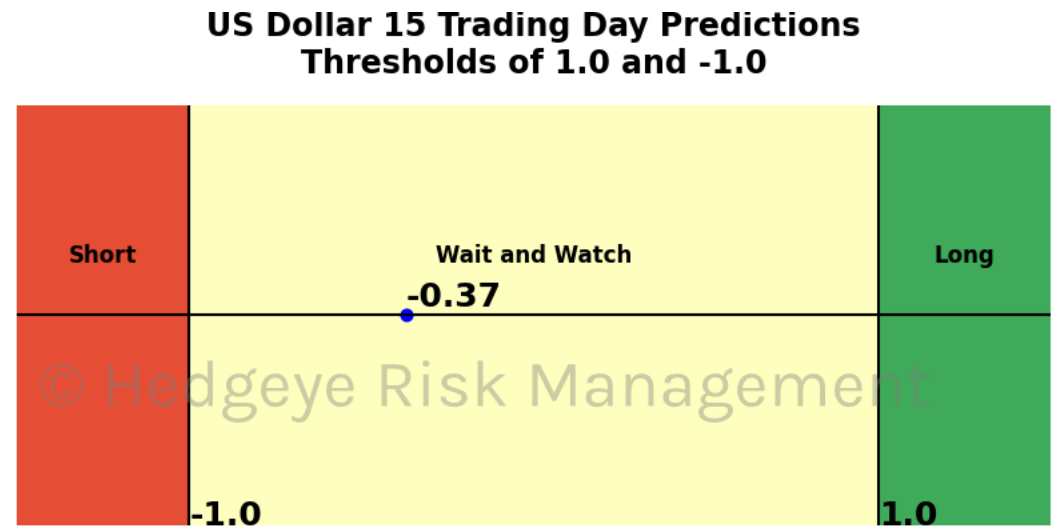 US Dollar 15 Trading Day Predictions
Thresholds of 1.0 and -1.0
Short
Wait and Watch
Long
-0.37
© Hedgeye Risk Management
-1.0
1.0